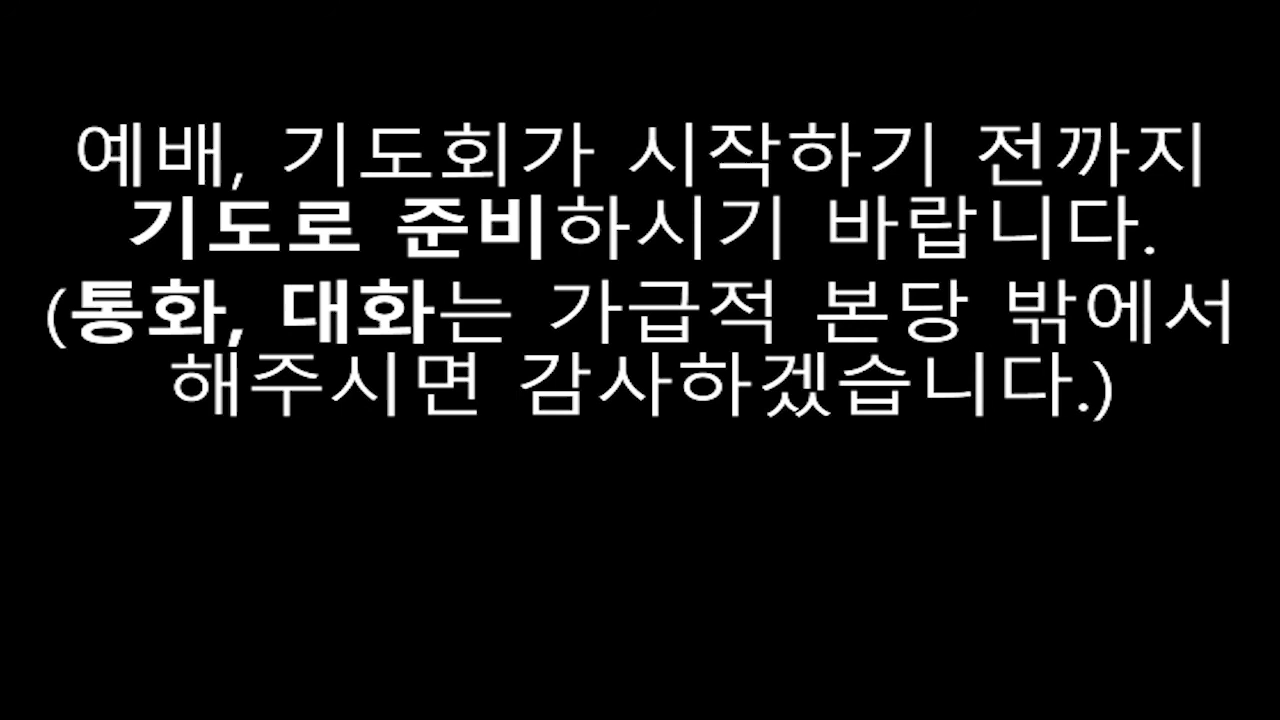 예배, 기도회가 시작하기 전까지
기도로 준비하시기 바랍니다.
(통화, 대화는 가급적 본당 밖에서
해주시면 감사하겠습니다.)